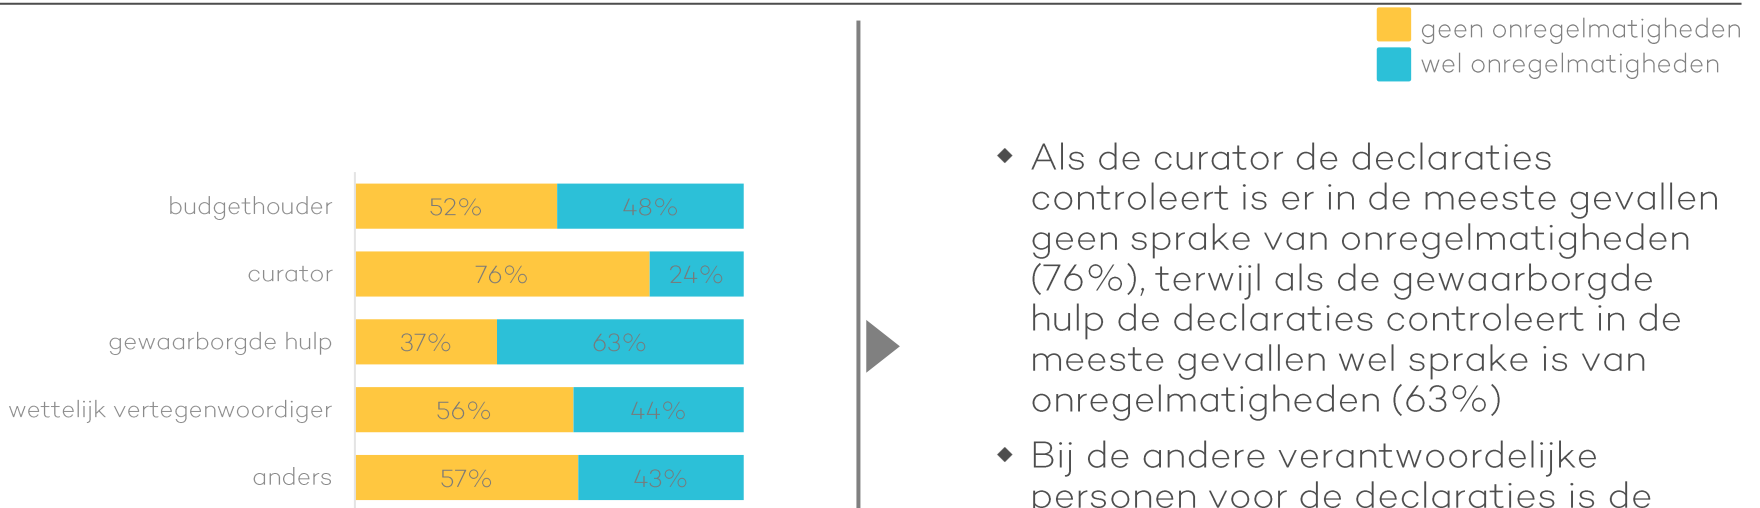 geen onregelmatigheden
wel onregelmatigheden
budgethouder 52% 48%
curator 76% 24%
gewaarborgde hulp 37% 63%
wettelijk vertegenwoordiger 56% 44%
anders 57% 43%
◆ Als de curator de declaraties
controleert is er in de meeste gevallen
geen sprake van onregelmatigheden
(76%), terwijl als de gewaarborgde
hulp de declaraties controleert in de
meeste gevallen wel sprake is van
onregelmatigheden (63%)
◆ Bij de andere verantwoordelijke
personen voor de declaraties is de